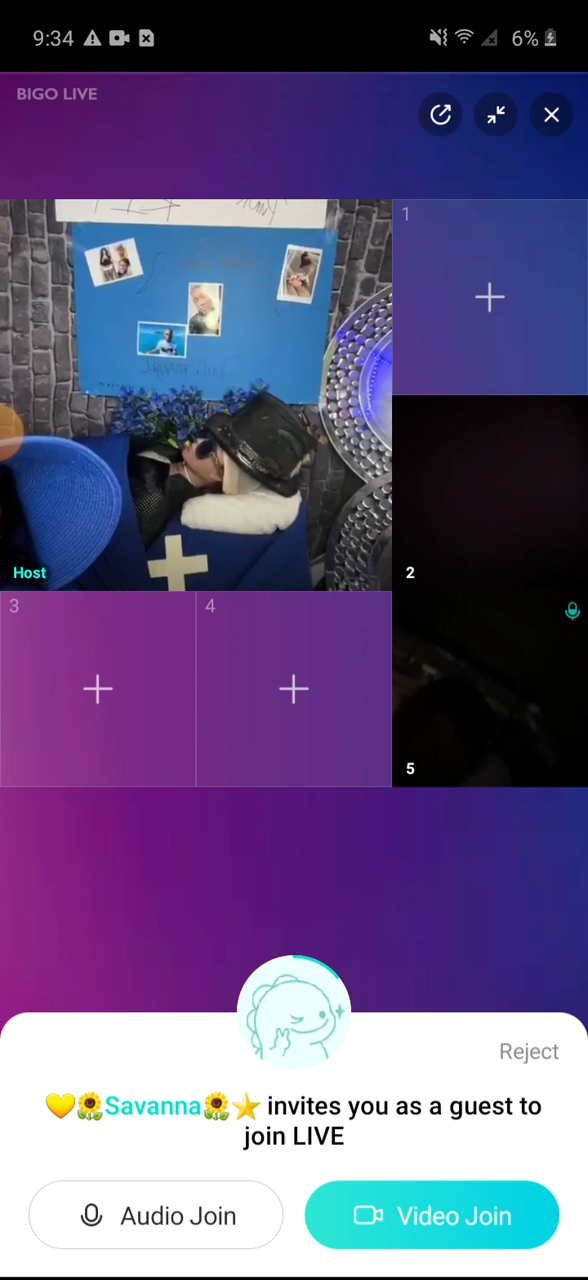 9:34
6%
BIGO LIVE
1
Host
2
3
4
5
Reject
💛🌻Savanna🌻⭐ invites you as a guest to
join LIVE
Audio Join
Video Join